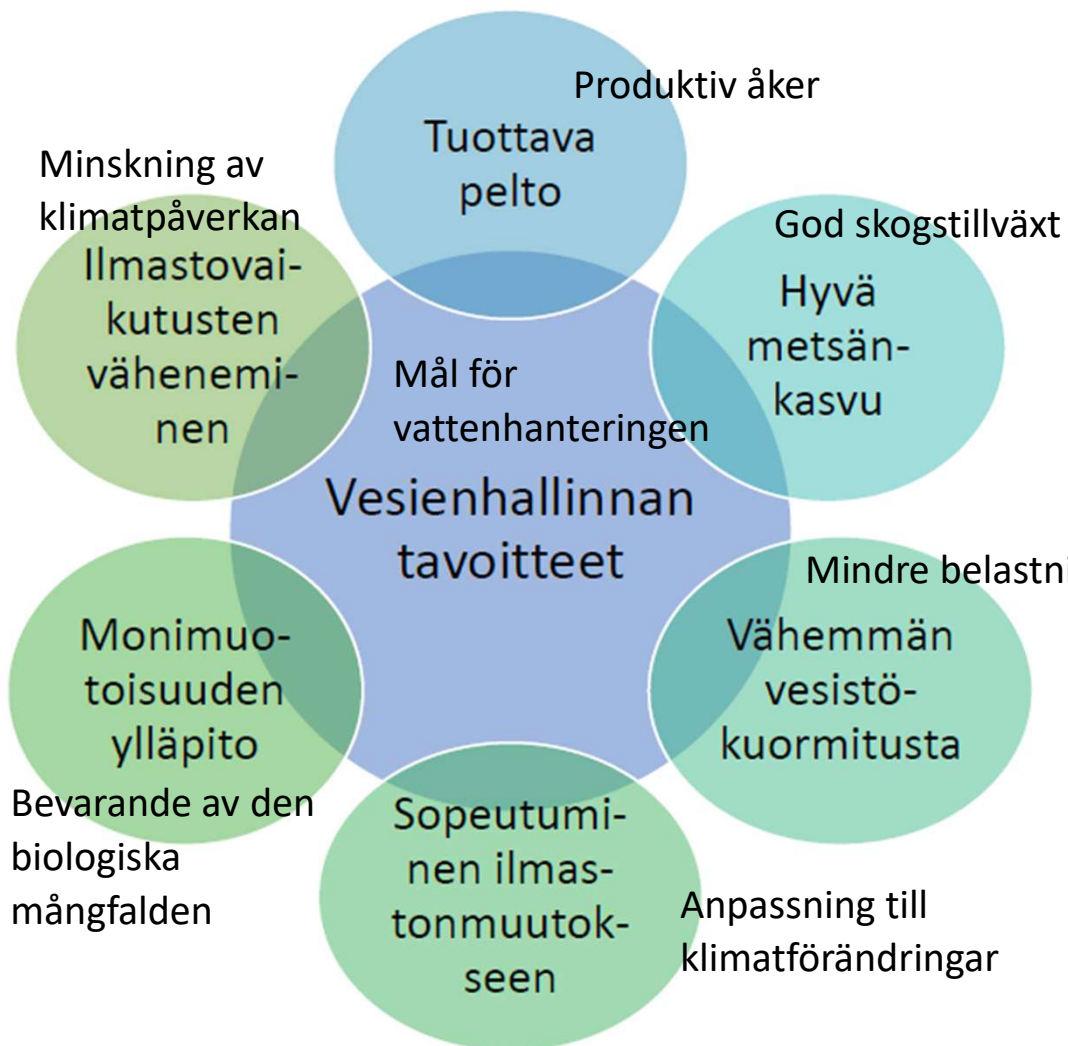 Produktiv åker
Tuottava
pelto
Minskning av
klimatpåverkan
Ilmastovai-
kutusten
vähenemi-
nen
God skogstillväxt
Hyvä
metsän-
kasvu
Mål för
vattenhanteringen
Vesienhallinnan
tavoitteet
Mindre belastni
Vähemmän
vesistö-
kuormitusta
Monimuo-
toisuuden
ylläpito
Bevarande av den
biologiska
mångfalden
Sopeutumi-
nen ilmas-
tonmuutok-
seen
Anpassning till
klimatförändringar